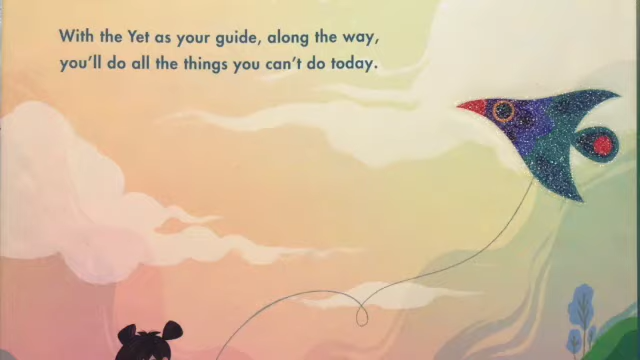 With the Yet as your guide, along the way,
you'll do all the things you can't do today.